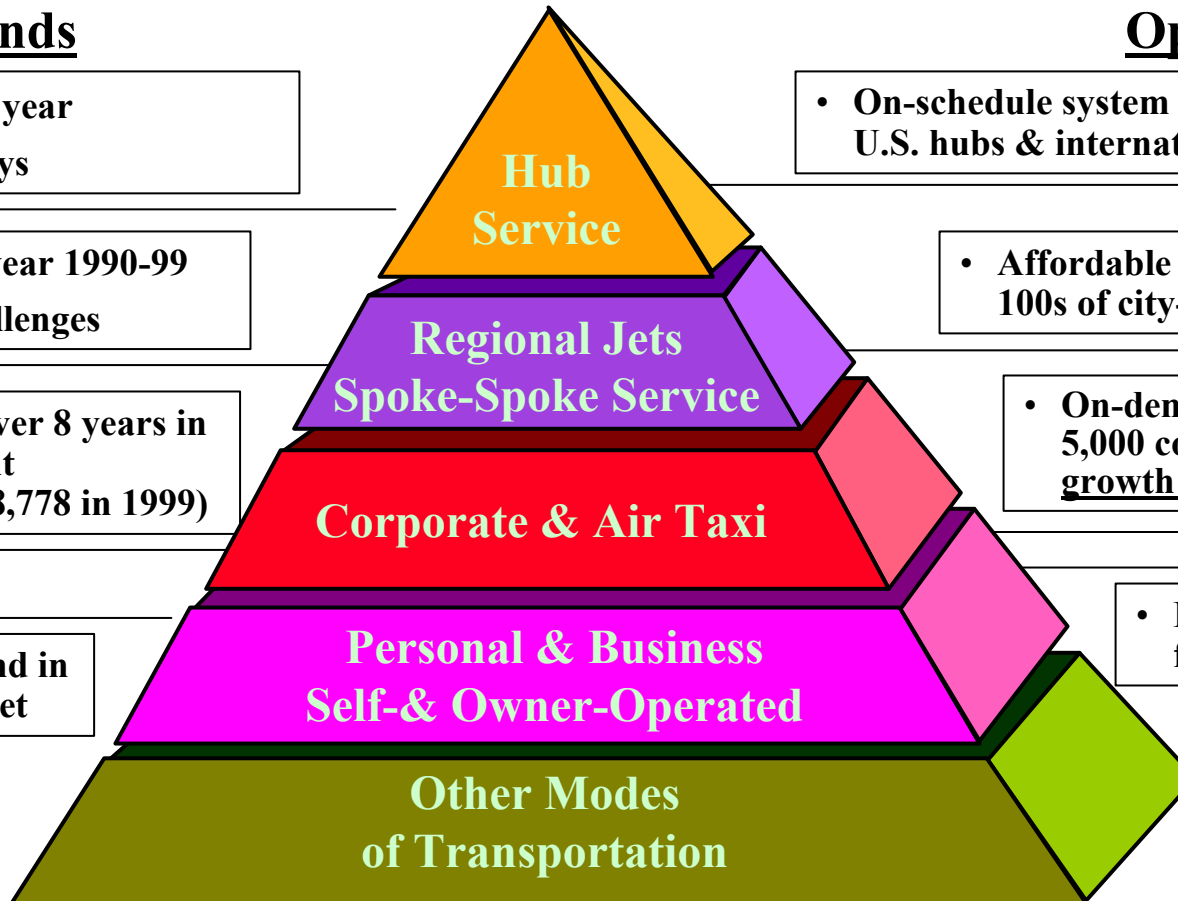 nds
year
ys
ear 1990-99
llenges
ver 8 years in
t
8,778 in 1999)
nd in
et
Hub
Service
Regional Jets
Spoke-Spoke Service
Corporate & Air Taxi
Personal & Business
Self-& Owner-Operated
Other Modes
of Transportation
Op
• On-schedule system
U.S. hubs & internat
• Affordable
100s of city-
• On-den
5,000 co
growth
•
f